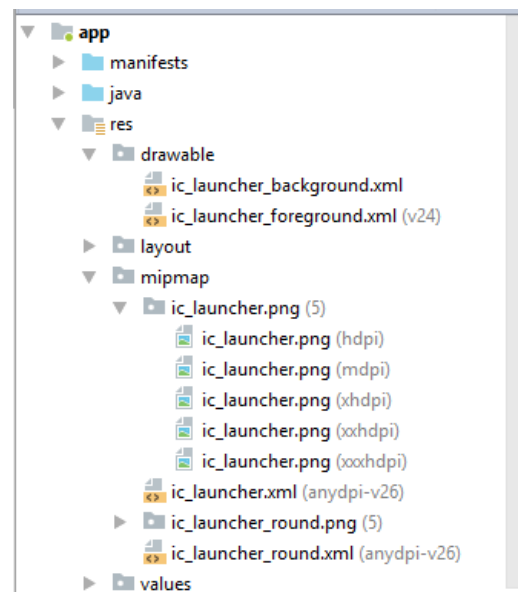 app
manifests
java
res
drawable
ic_launcher_background.xml
ic_launcher_foreground.xml (v24)
layout
mipmap
ic_launcher.png (5)
ic_launcher.png (hdpi)
ic_launcher.png (mdpi)
ic_launcher.png (xhdpi)
ic_launcher.png (xxhdpi)
ic_launcher.png (xxxhdpi)
ic_launcher.xml (anydpi-v26)
ic_launcher_round.png (5)
ic_launcher_round.xml (anydpi-v26)
values